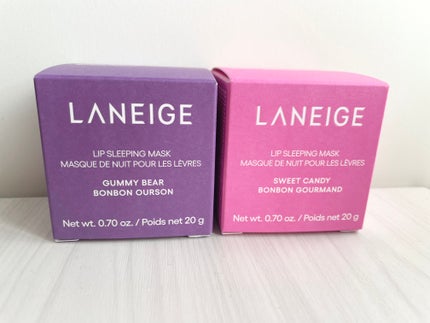 LANEIGE
LIP SLEEPING MASK
MASQUE DE NUIT POUR LES LÈVRES
GUMMY BEAR
BONBON OURSON
Net wt. 0.70 oz. / Poids net 20 g
LANEIGE
LIP SLEEPING MASK
MASQUE DE NUIT POUR LES LÈVRES
SWEET CANDY
BONBON GOURMAND
Net wt. 0.70 oz. / Poids net 20 g